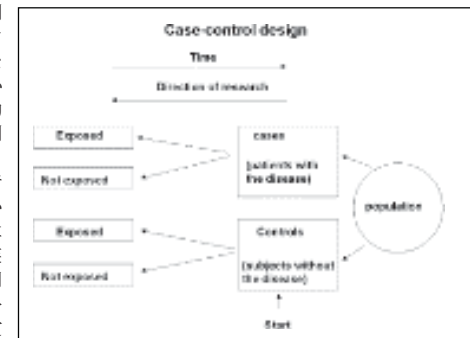 Case-control design
Time
Direction of research
Exposed
cases
(patients with
the disease)
Not exposed
population
Exposed
Controls
(subjects without
the disease)
Not exposed
Start